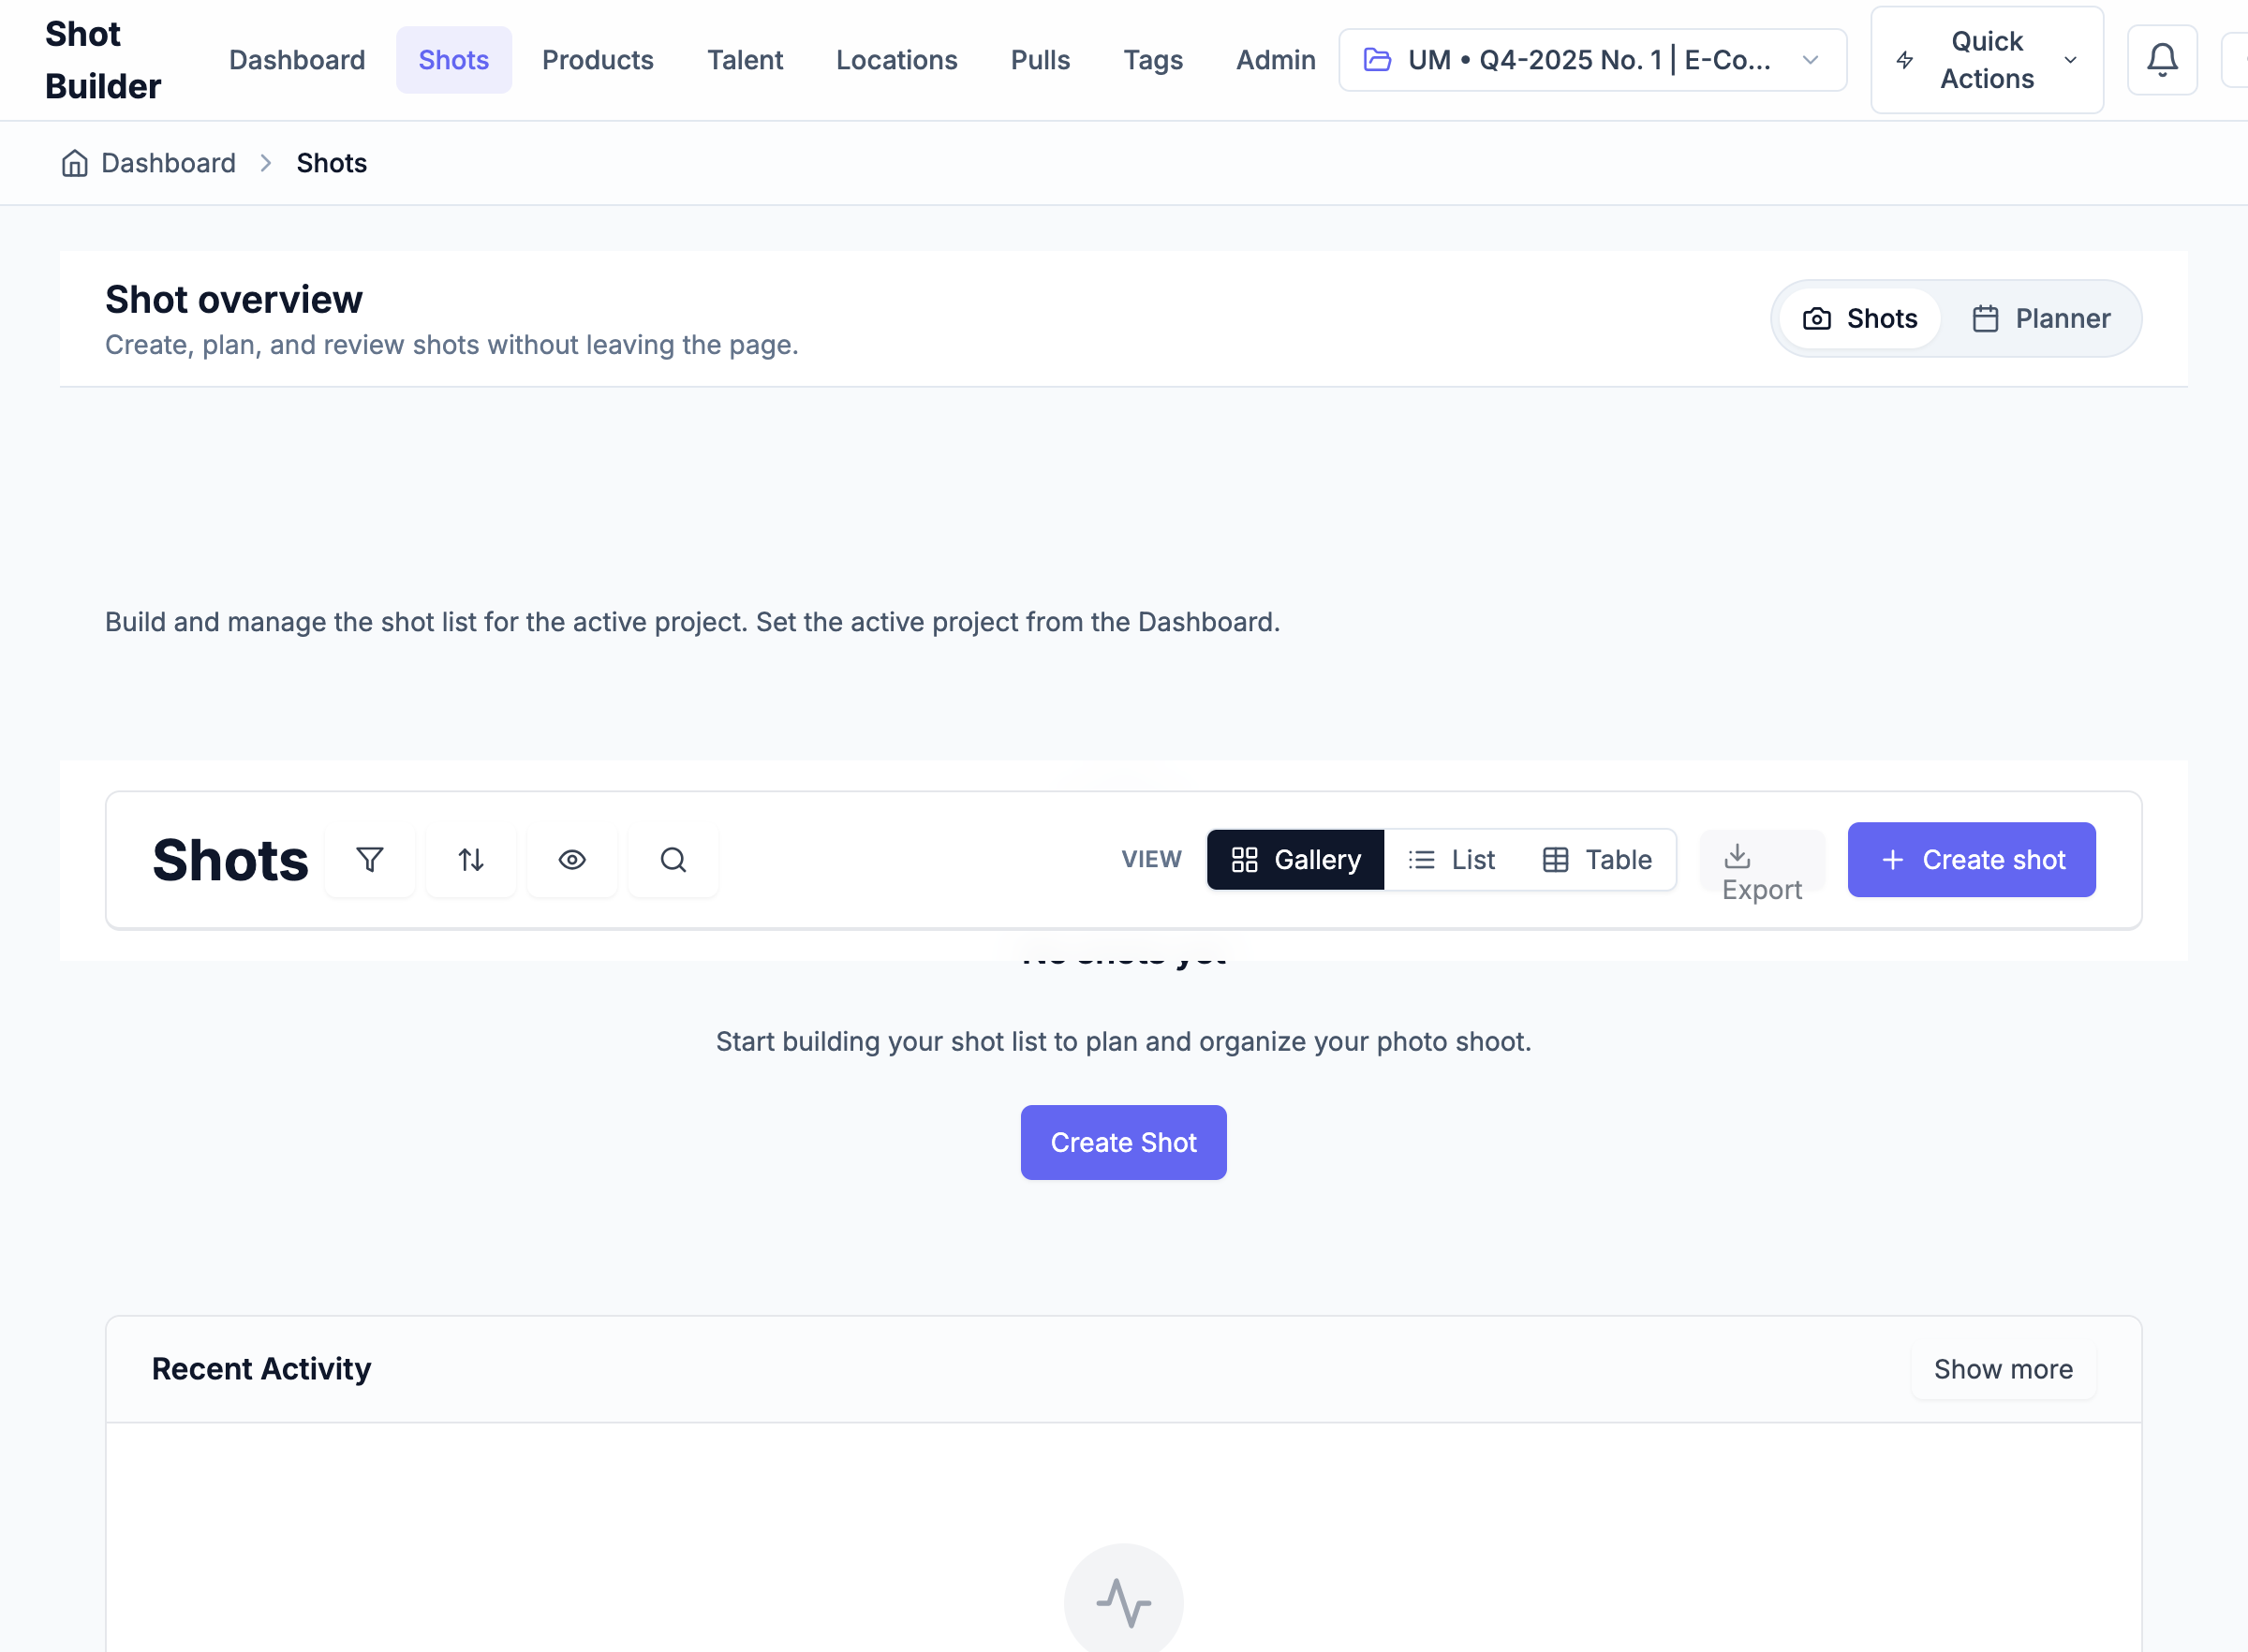 Shot
Builder
Dashboard
Shots
Products
Talent
Locations
Pulls
Tags
Admin
UM • Q4-2025 No. 1 | E-Co...
Quick
Actions
Dashboard
Shots
Shot overview
Create, plan, and review shots without leaving the page.
Shots
Planner
Build and manage the shot list for the active project. Set the active project from the Dashboard.
Shots
VIEW
Gallery
List
Table
Export
Create shot
No shots yet
Start building your shot list to plan and organize your photo shoot.
Create Shot
Recent Activity
Show more